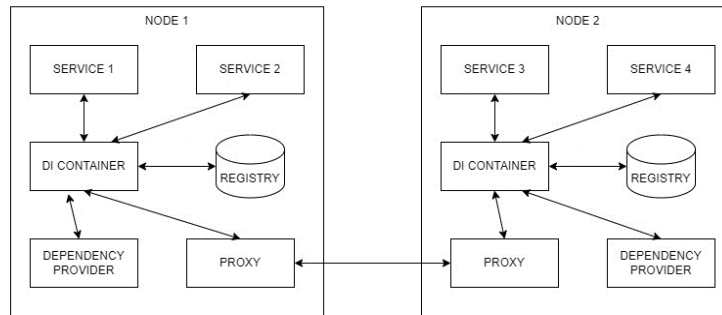 NODE 1
SERVICE 1
SERVICE 2
DI CONTAINER
REGISTRY
DEPENDENCY
PROVIDER
PROXY
NODE 2
SERVICE 3
SERVICE 4
DI CONTAINER
REGISTRY
PROXY
DEPENDENCY
PROVIDER